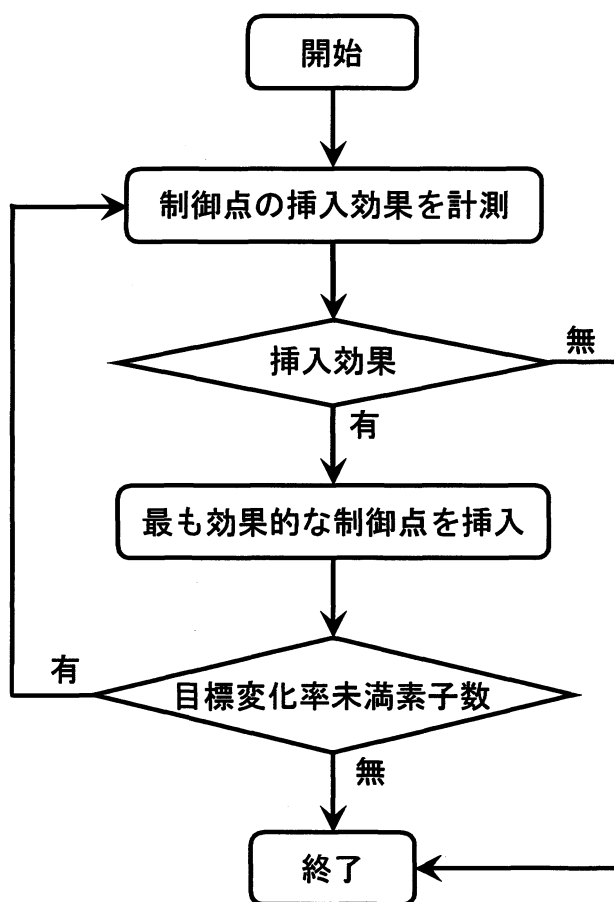 開始
制御点の挿入効果を計測
挿入効果
無
有
最も効果的な制御点を挿入
有
目標変化率未満素子数
無
終了